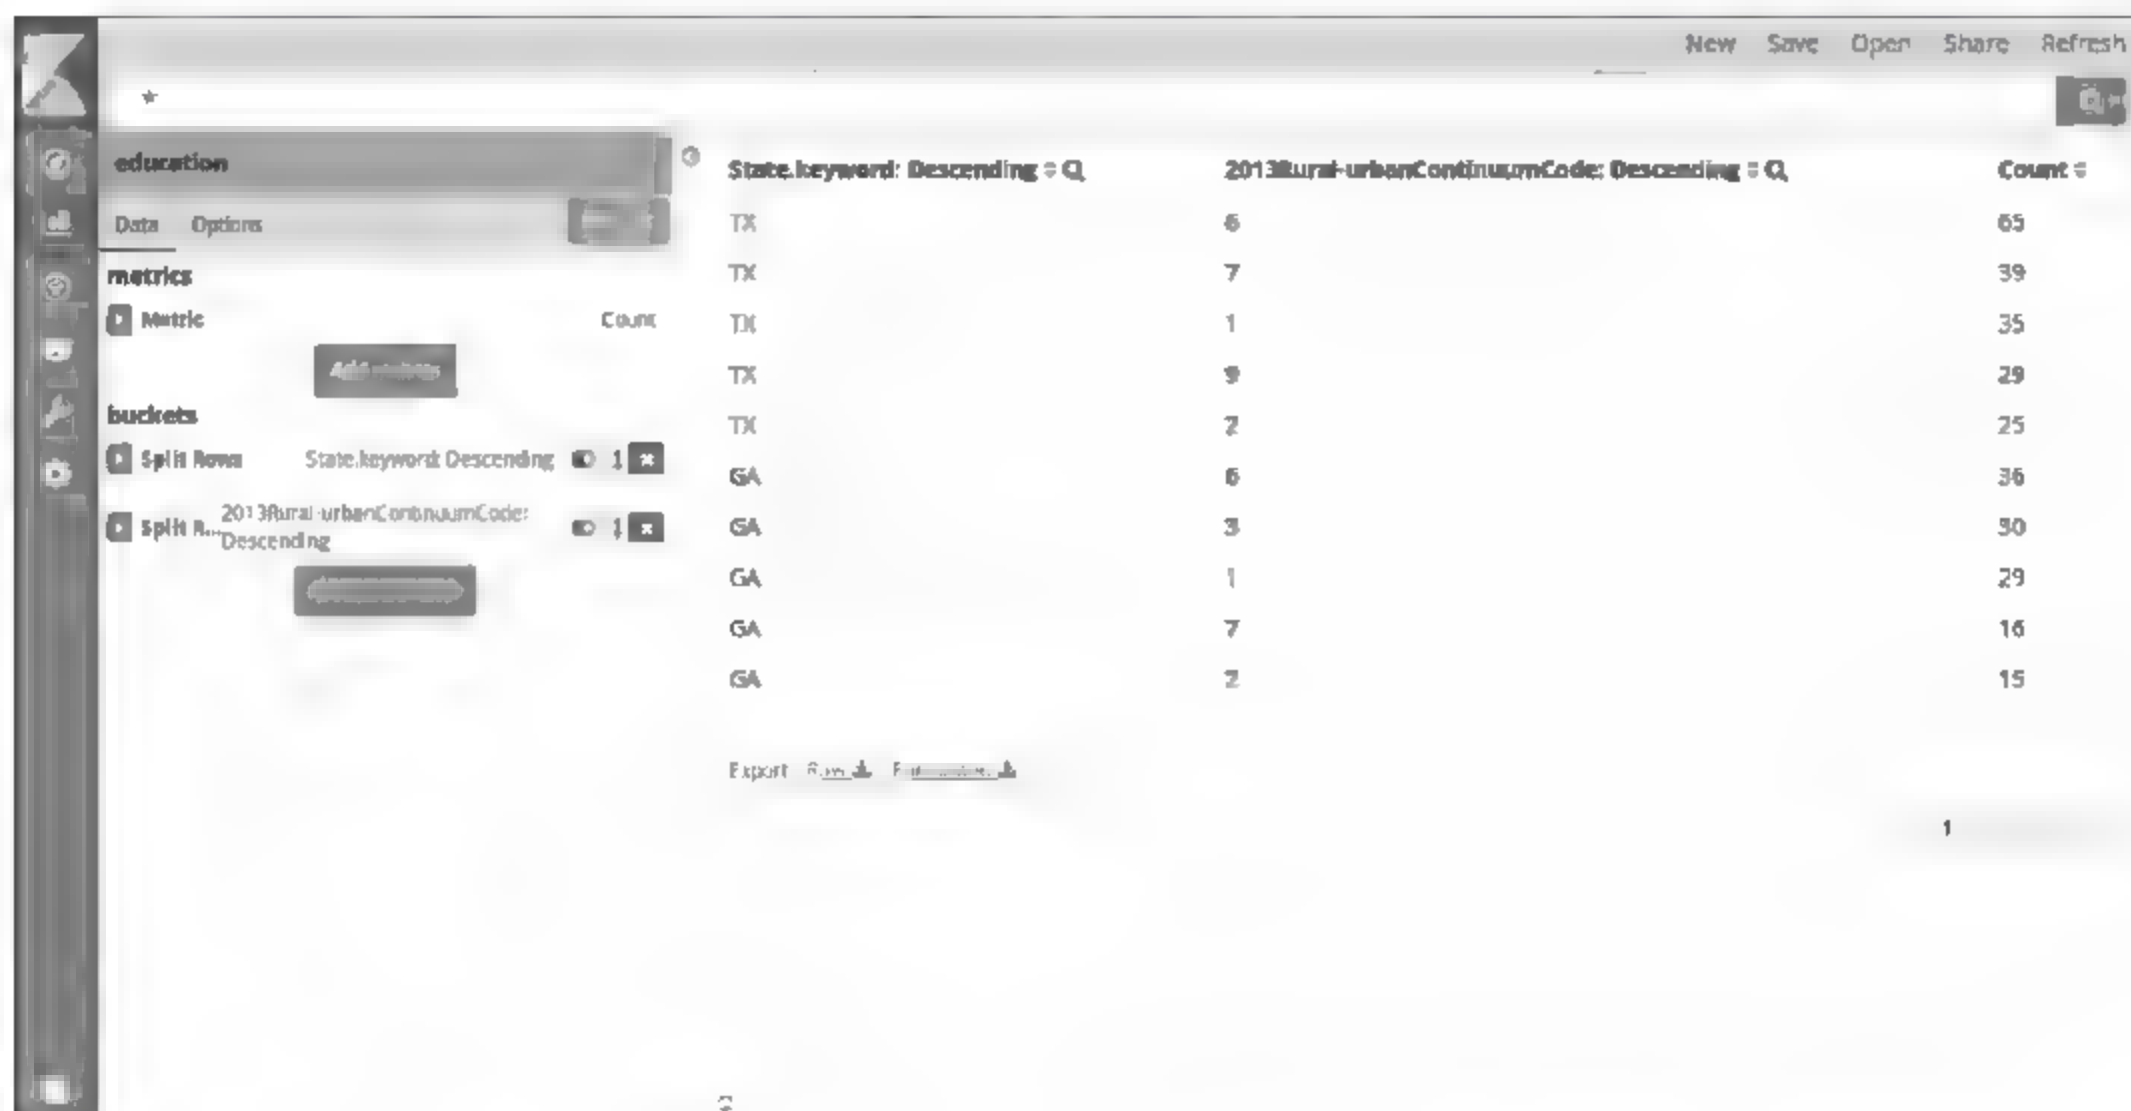 New Save Open Share Refresh
education
Data Options
metrics
Metric Count
buckets
Split Rows State.keyword: Descending
Split R... 2013Rural-urbanContinuumCode:
Descending
State.keyword: Descending 2013Rural-urbanContinuumCode: Descending Count
TX 6 65
TX 7 39
TX 1 35
TX 9 29
TX 2 25
GA 6 36
GA 3 30
GA 1 29
GA 7 16
GA 2 15
Export Raw
1